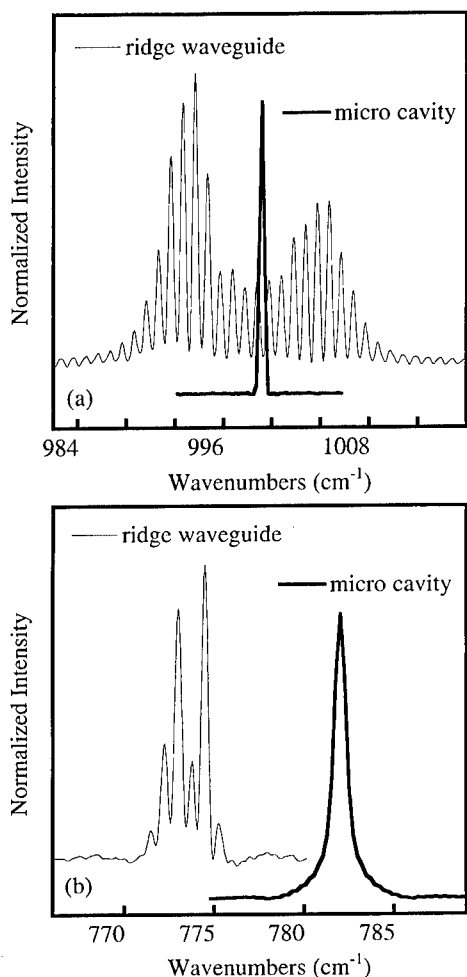 ridge waveguide
micro cavity
Normalized Intensity
(a)
984 996 1008
Wavenumbers (cm-1)
ridge waveguide
micro cavity
Normalized Intensity
(b)
770 775 780 785
Wavenumbers (cm-1)